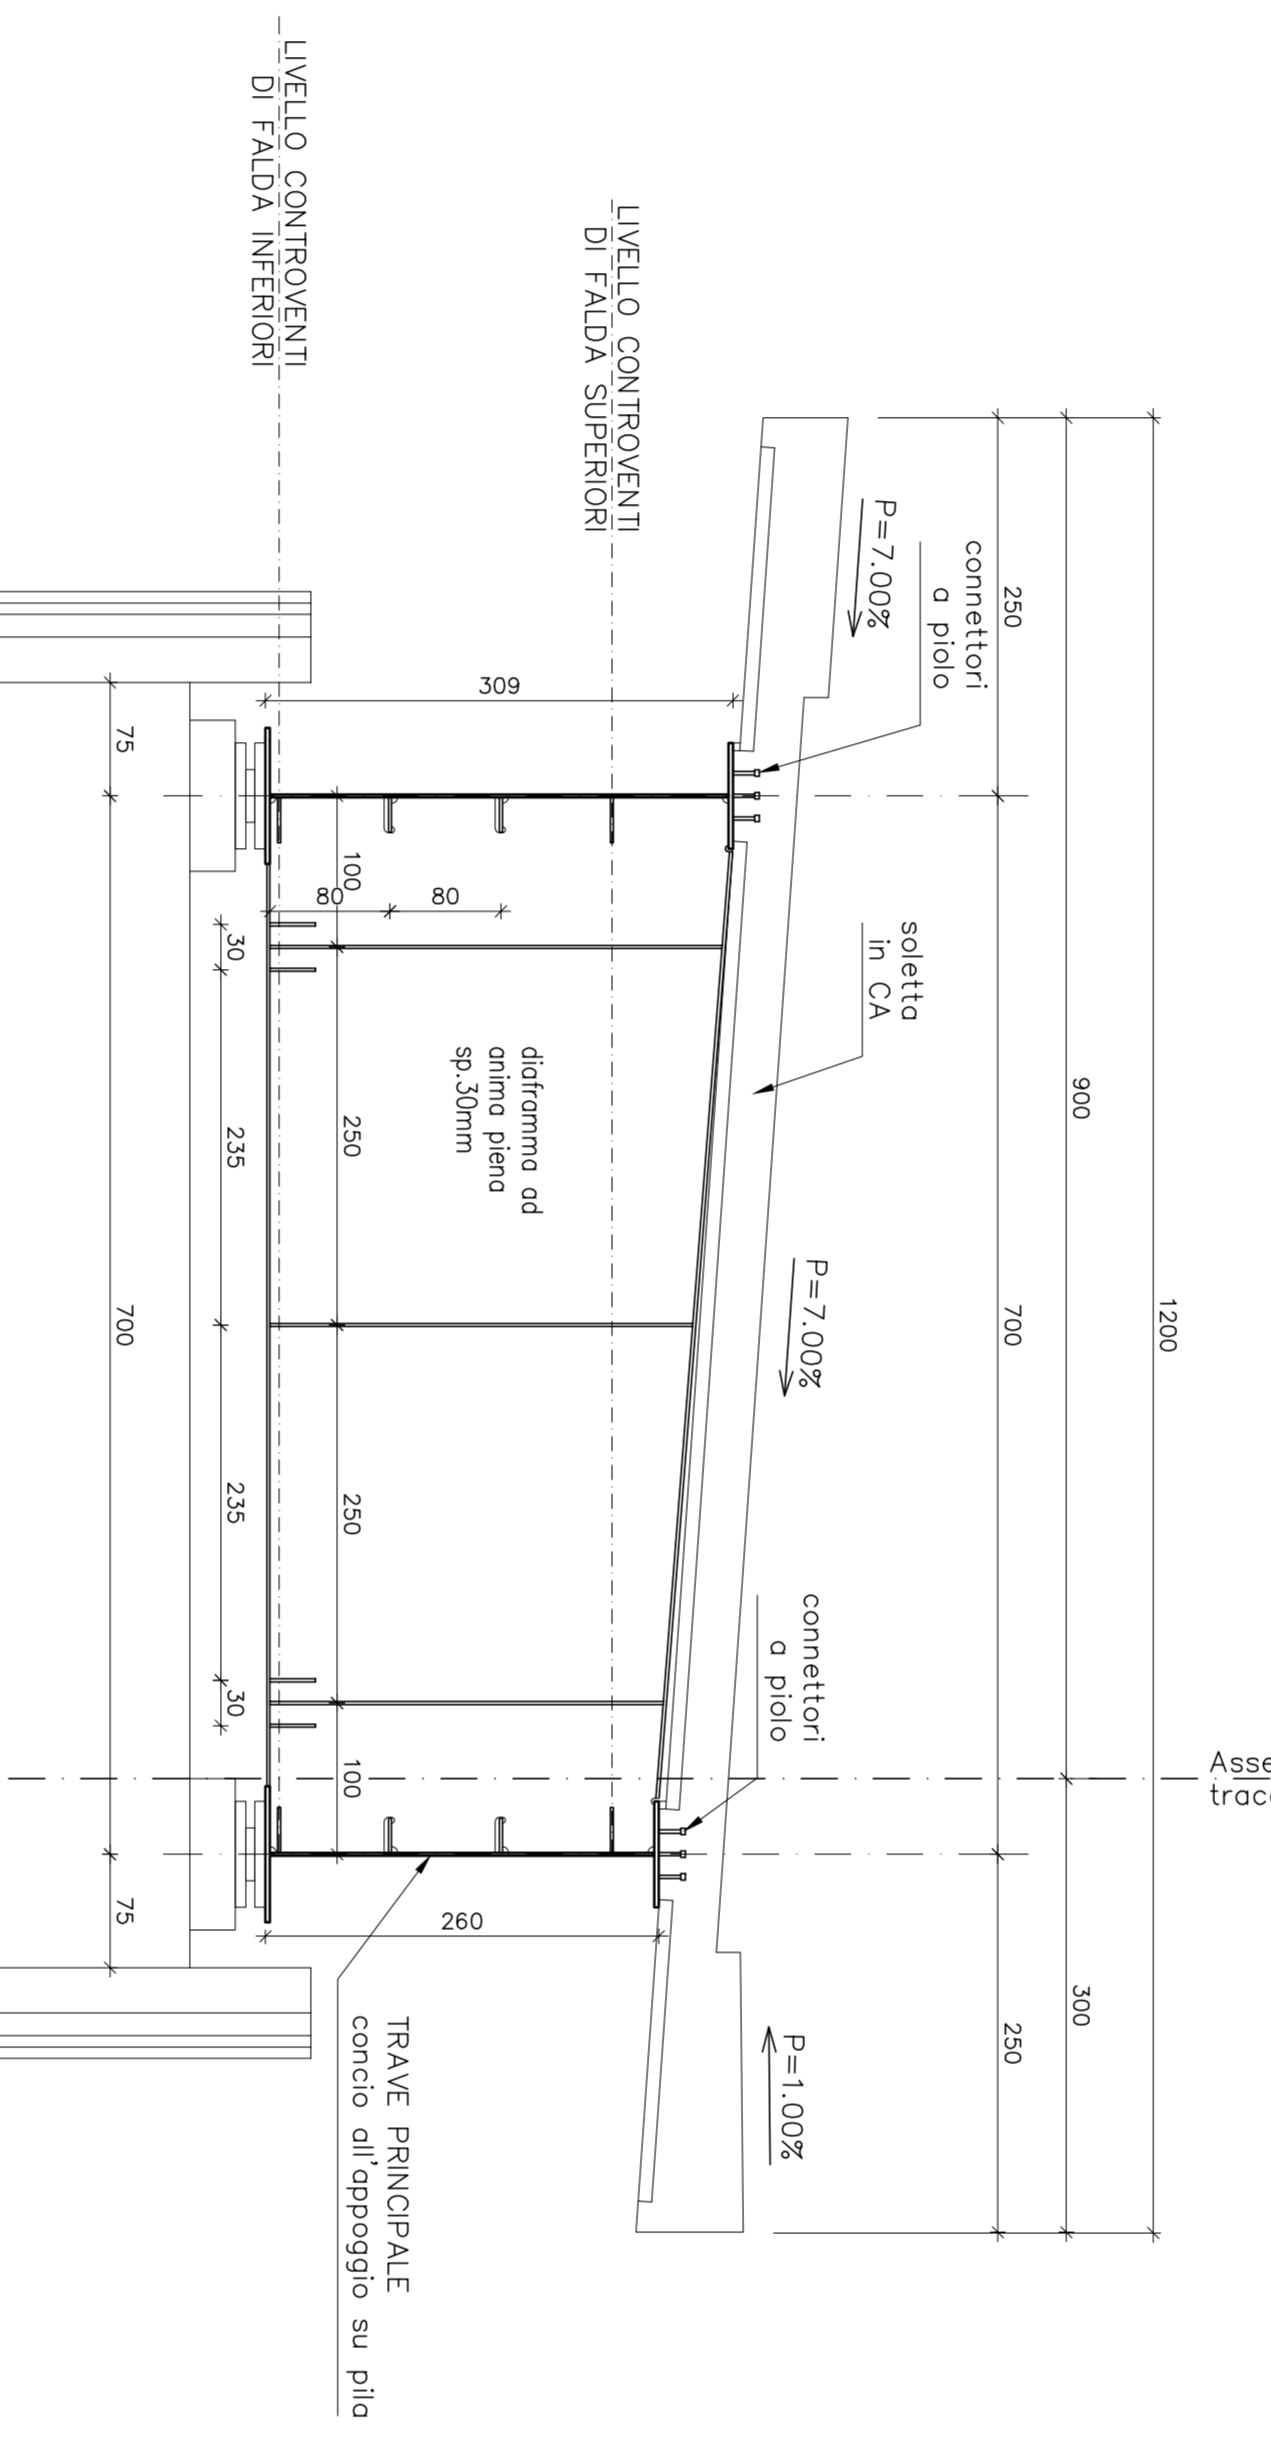 1200
900
300
250
700
250
Asse
trac
connettori
a piolo
P=7.00%
soletta
in CA
P=7.00%
connettori
a piolo
P=1.00%
LIVELLO CONTROVENTI
DI FALDA SUPERIORI
309
diaframma ad
anima piena
sp.30mm
260
80
80
TRAVE PRINCIPALE
concio all'appoggio su pila
100
250
250
100
LIVELLO CONTROVENTI
DI FALDA INFERIORI
30
235
235
30
75
700
75